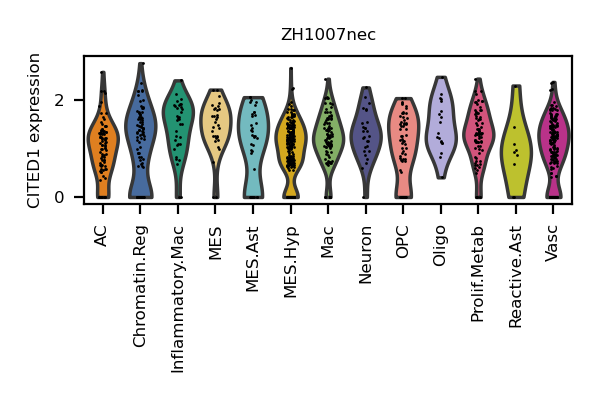 ZH1007nec
CITED1 expression
2
0
AC
Chromatin.Reg
Inflammatory.Mac
MES
MES.Ast
MES.Hyp
Mac
Neuron
OPC
Oligo
Prolif.Metab
Reactive.Ast
Vasc